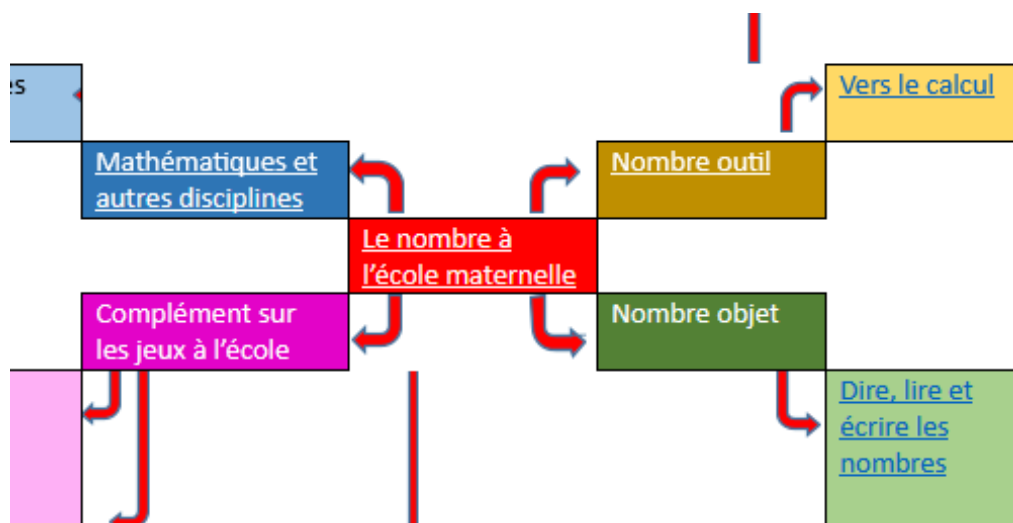 Vers le calcul
Mathématiques et
autres disciplines
Nombre outil
Le nombre à
l’école maternelle
Complément sur
les jeux à l’école
Nombre objet
Dire, lire et
écrire les
nombres